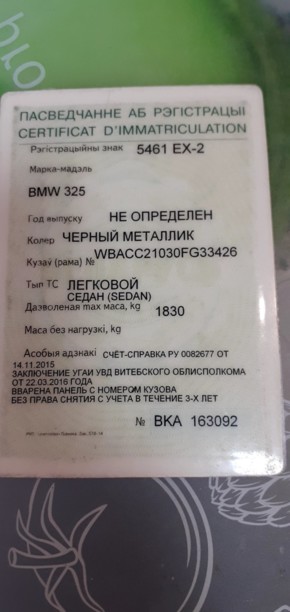 ПАСВЕДЧАННЕ АБ РЭГІСТРАЦЫІ
CERTIFICAT D'IMMATRICULATION
Рэгістрацыйны знак 5461 EX-2
Марка-мадэль
BMW 325
Год выпуску НЕ ОПРЕДЕЛЕН
Колер ЧЕРНЫЙ МЕТАЛЛИК
Кузаў (рама) № WBACC21030FG33426
Тып ТС ЛЕГКОВОЙ
СЕДАН (SEDAN)
Дазволеная max маса, kg 1830
Маса без нагрузкі, kg
Асобыя адзнакі СЧЁТ-СПРАВКА РУ 0082677 ОТ
14.11.2015
ЗАКЛЮЧЕНИЕ УГАИ УВД ВИТЕБСКОГО ОБЛИСПОЛКОМА
ОТ 22.03.2016 ГОДА
ВВАРЕНА ПАНЕЛЬ С НОМЕРОМ КУЗОВА
БЕЗ ПРАВА СНЯТИЯ С УЧЕТА В ТЕЧЕНИЕ 3-Х ЛЕТ
№ BKA 163092